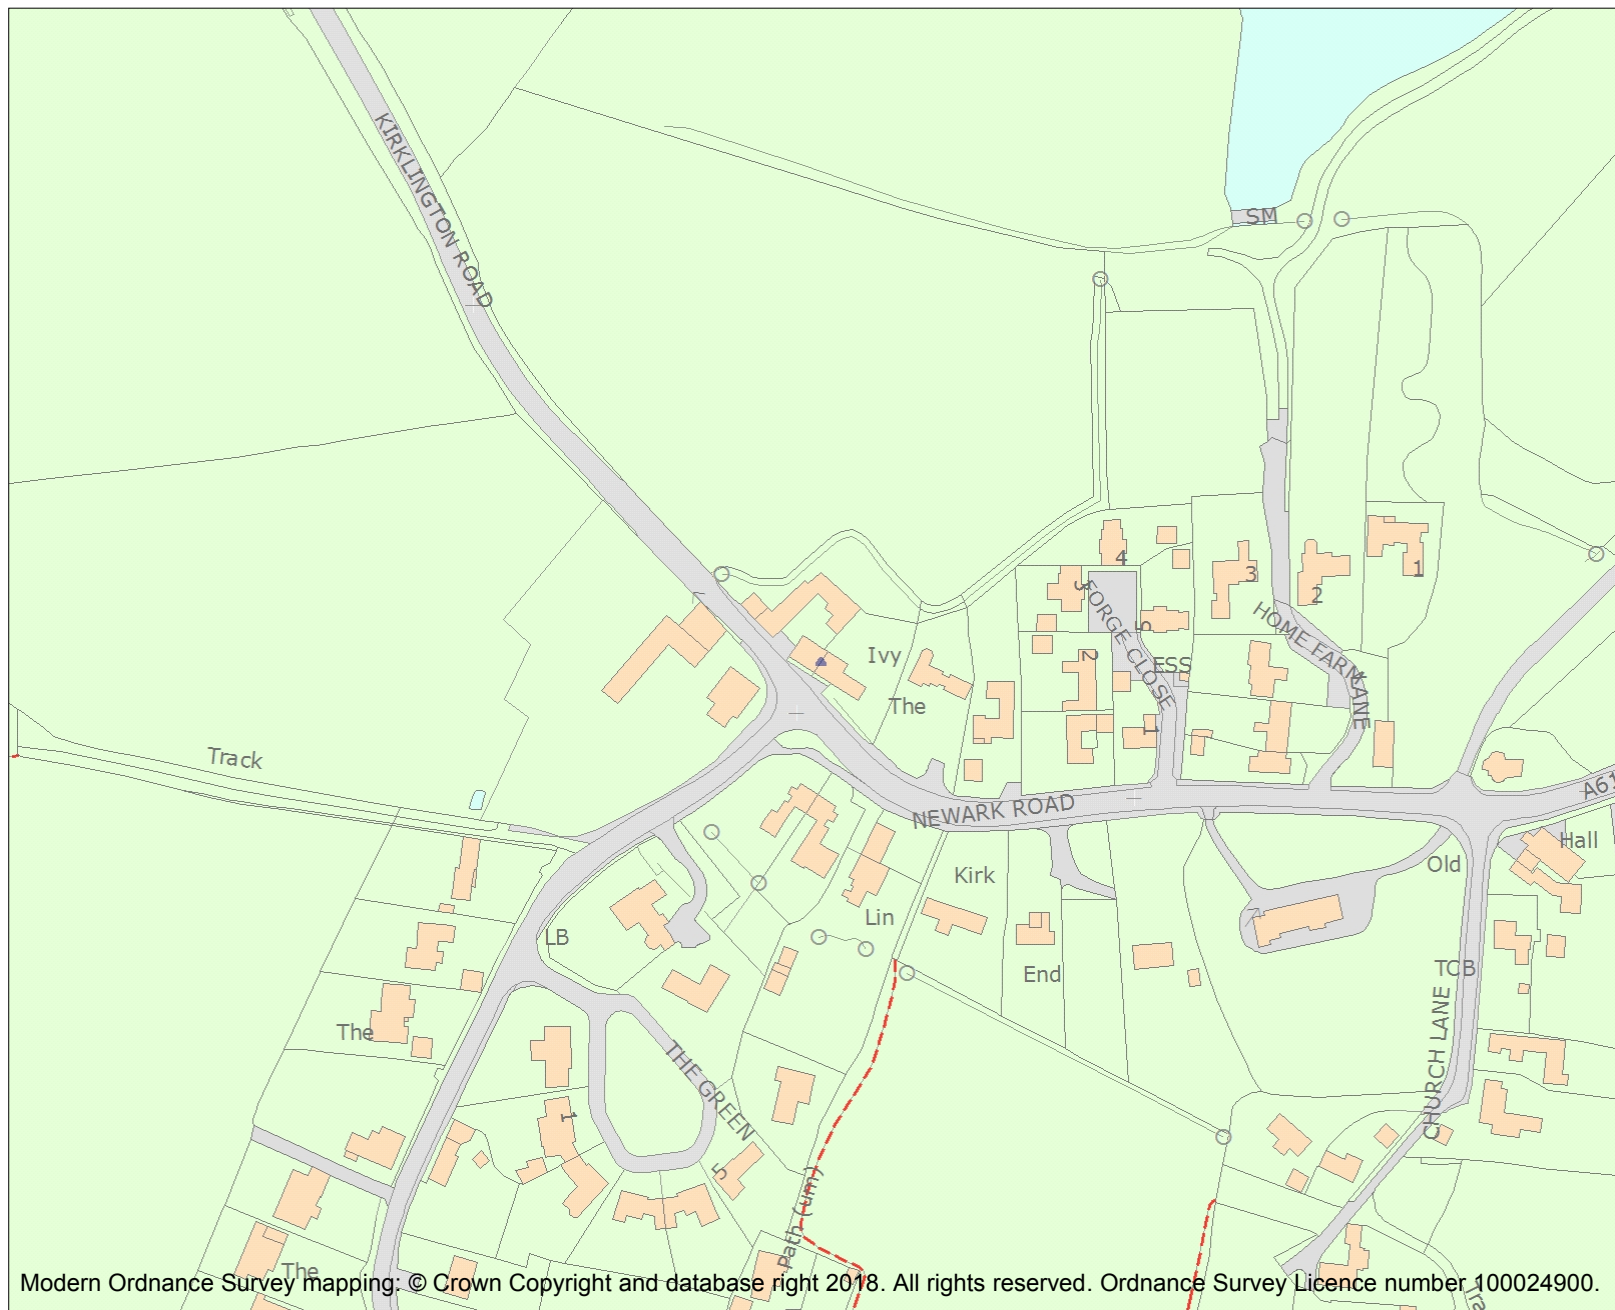 KIRKLINGTON ROAD
SM
4
3
3
1
2
5
FORGE CLOSE
HOME FARM LANE
Ivy
2
ESS
The
1
Track
A61
NEWARK ROAD
Hall
Old
Kirk
Lin
LB
End
TCB
The
CHURCH LANE
THE GREEN
1
5
Path (um)
The
Tra
Modern Ordnance Survey mapping: © Crown Copyright and database right 2018. All rights reserved. Ordnance Survey Licence number 100024900.